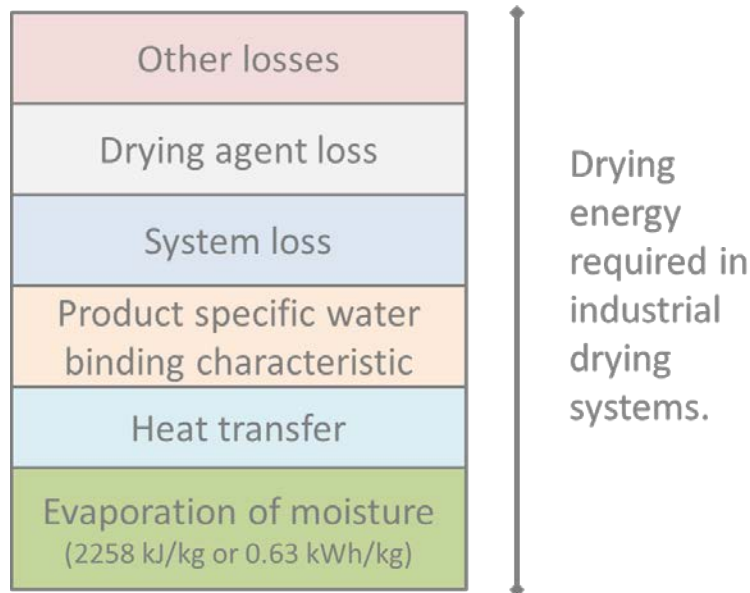 Other losses
Drying agent loss
System loss
Product specific water
binding characteristic
Heat transfer
Evaporation of moisture
(2258 kJ/kg or 0.63 kWh/kg)
Drying
energy
required in
industrial
drying
systems.